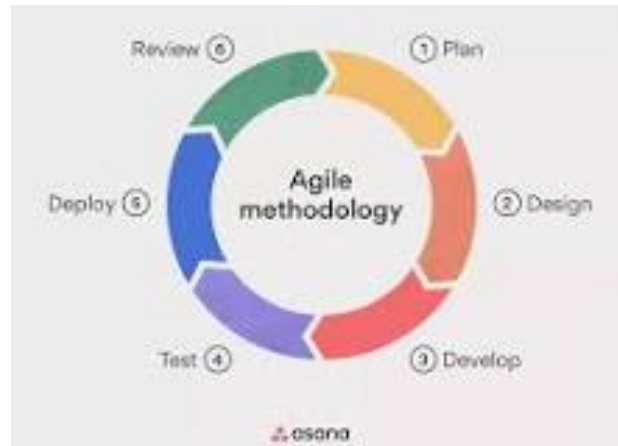 Review 6
1 Plan
Agile
methodology
Deploy 5
2 Design
Test 4
3 Develop
asana